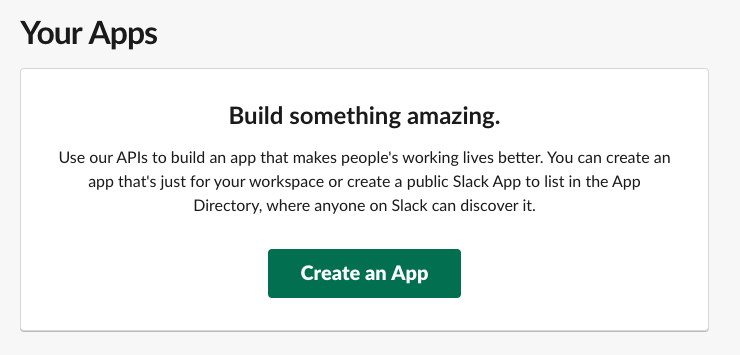 Your Apps
Build something amazing.
Use our APIs to build an app that makes people's working lives better. You can create an
app that's just for your workspace or create a public Slack App to list in the App
Directory, where anyone on Slack can discover it.
Create an App